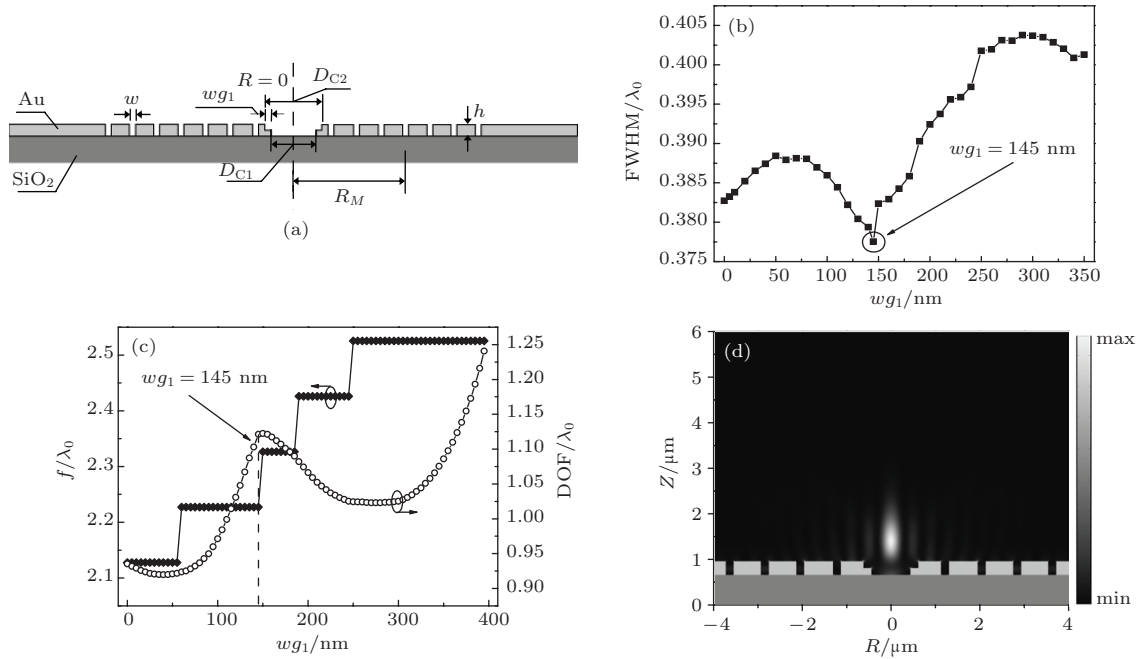 R = 0
D_C2
wg₁
w
h
Au
SiO₂
D_C1
R_M
(a)
(b)
0.405
0.400
0.395
0.390
0.385
0.380
0.375
FWHM/λ₀
wg₁ = 145 nm
0 50 100 150 200 250 300 350
wg₁/nm
(c)
2.5
2.4
2.3
2.2
2.1
f/λ₀
wg₁ = 145 nm
1.25
1.20
1.15
1.10
1.05
1.00
0.95
0.90
DOF/λ₀
0 100 200 300 400
wg₁/nm
(d)
6
5
4
3
2
1
0
Z/μm
−4 −2 0 2 4
R/μm
max
min